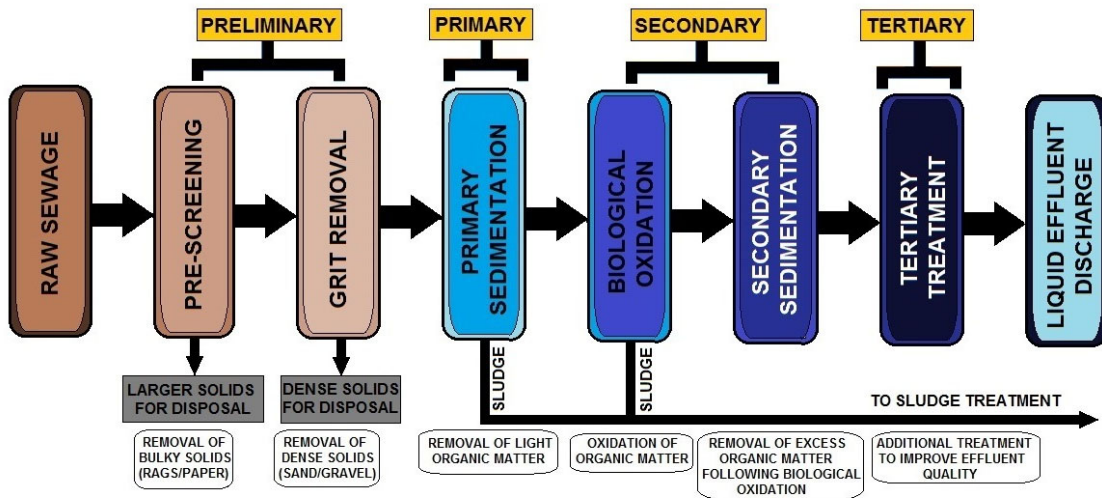 PRELIMINARY
PRIMARY
SECONDARY
TERTIARY
RAW SEWAGE
PRE-SCREENING
GRIT REMOVAL
PRIMARY
SEDIMENTATION
BIOLOGICAL
OXIDATION
SECONDARY
SEDIMENTATION
TERTIARY
TREATMENT
LIQUID EFFLUENT
DISCHARGE
LARGER SOLIDS
FOR DISPOSAL
DENSE SOLIDS
FOR DISPOSAL
SLUDGE
SLUDGE
TO SLUDGE TREATMENT
REMOVAL OF
BULKY SOLIDS
(RAGS/PAPER)
REMOVAL OF
DENSE SOLIDS
(SAND/GRAVEL)
REMOVAL OF LIGHT
ORGANIC MATTER
OXIDATION OF
ORGANIC MATTER
REMOVAL OF EXCESS
ORGANIC MATTER
FOLLOWING BIOLOGICAL
OXIDATION
ADDITIONAL TREATMENT
TO IMPROVE EFFLUENT
QUALITY